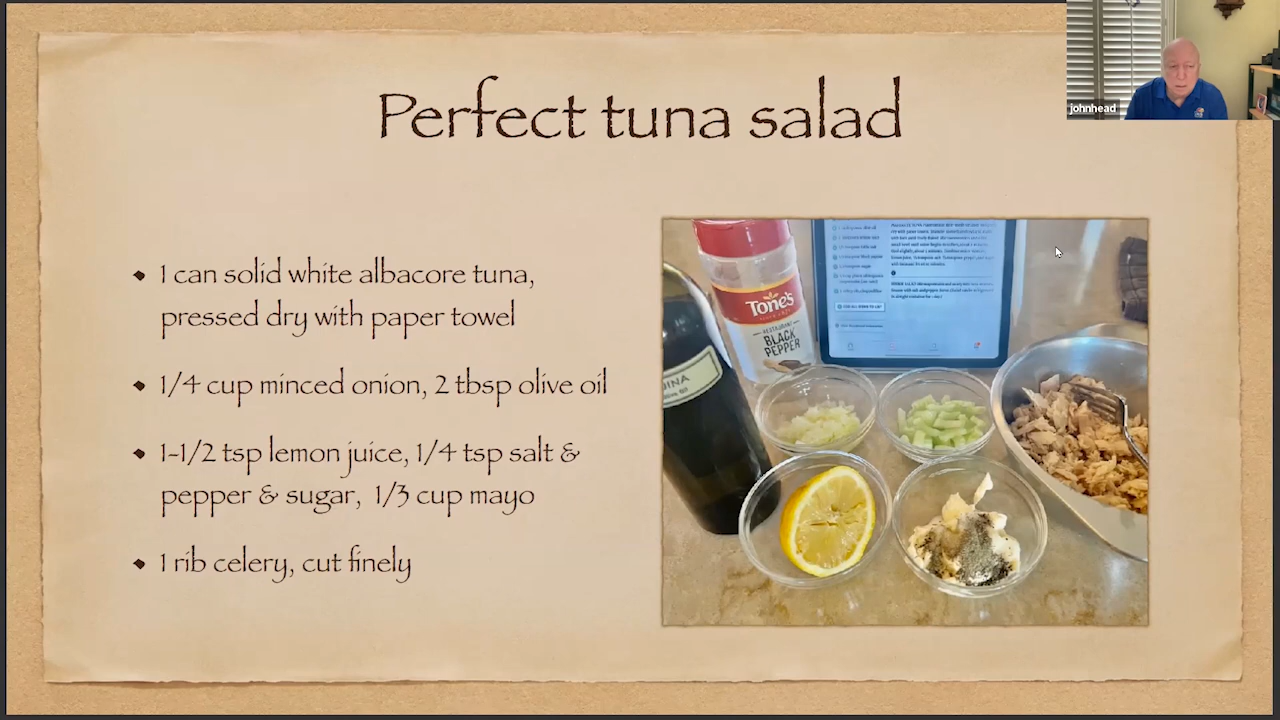 johnhead
Perfect tuna salad
1 can solid white albacore tuna,
pressed dry with paper towel
1/4 cup minced onion, 2 tbsp olive oil
1-1/2 tsp lemon juice, 1/4 tsp salt &
pepper & sugar, 1/3 cup mayo
1 rib celery, cut finely
Tone's
RESTAURANT
BLACK
PEPPER